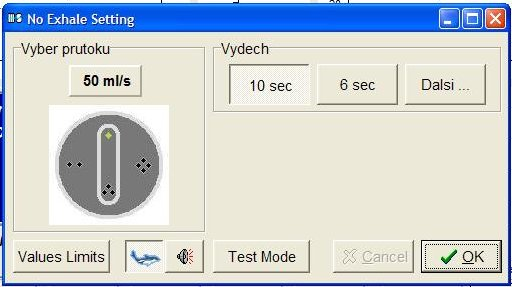 No Exhale Setting
Vyber prutoku
50 ml/s
Vydech
10 sec
6 sec
Dalsi ...
Values Limits
Test Mode
Cancel
OK